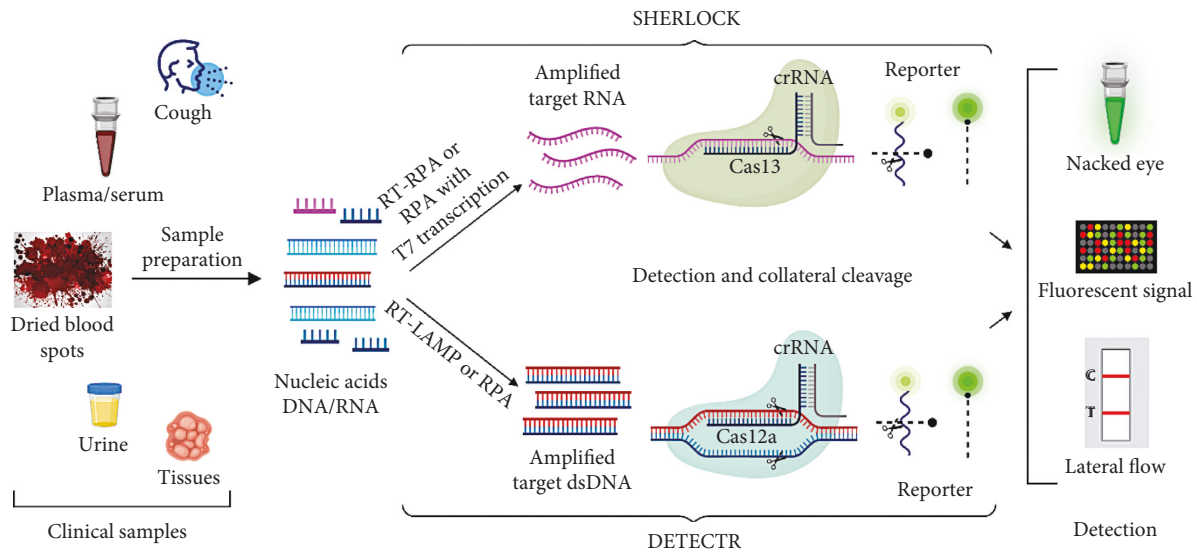 SHERLOCK
Cough
Plasma/serum
Dried blood
spots
Urine
Tissues
Clinical samples
Sample
preparation
Nucleic acids
DNA/RNA
RT-RPA or
RPA with
T7 transcription
RT-LAMP or RPA
Amplified
target RNA
crRNA
Cas13
Reporter
Detection and collateral cleavage
Amplified
target dsDNA
crRNA
Cas12a
Reporter
DETECTR
Nacked eye
Fluorescent signal
C
T
Lateral flow
Detection